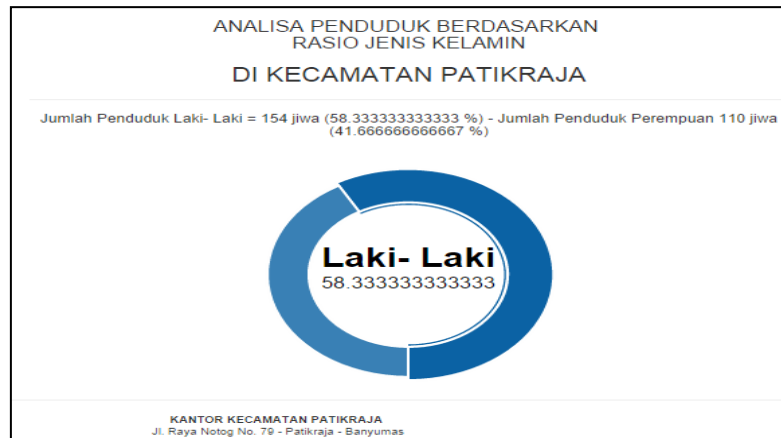 ANALISA PENDUDUK BERDASARKAN
RASIO JENIS KELAMIN
DI KECAMATAN PATIKRAJA
Jumlah Penduduk Laki- Laki = 154 jiwa (58.333333333333 %) - Jumlah Penduduk Perempuan 110 jiwa
(41.666666666667 %)
Laki- Laki
58.333333333333
KANTOR KECAMATAN PATIKRAJA
Jl. Raya Notog No. 79 - Patikraja - Banyumas